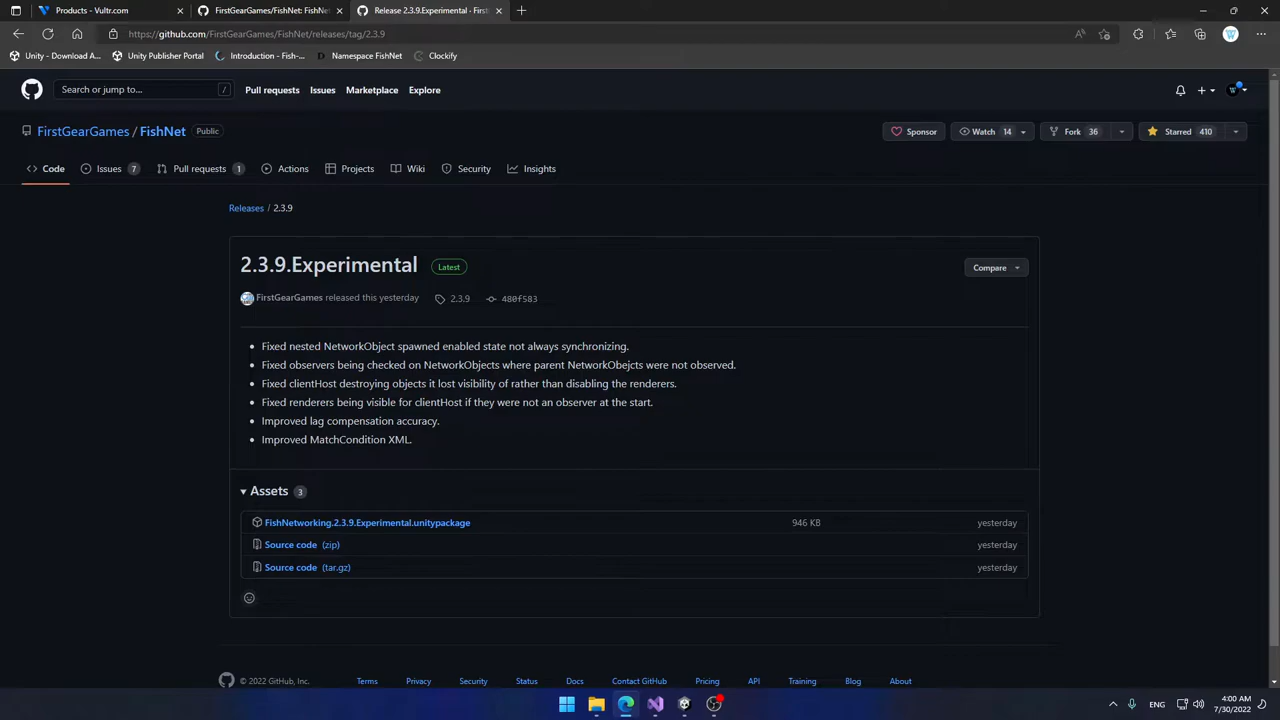 Products - Vultr.com
FirstGearGames/FishNet: FishNet
Release 2.3.9.Experimental · First
https://github.com/FirstGearGames/FishNet/releases/tag/2.3.9
Unity - Download A...
Unity Publisher Portal
Introduction - Fish-...
Namespace FishNet
Clockify
Search or jump to...
/
Pull requests
Issues
Marketplace
Explore
FirstGearGames / FishNet
Public
Sponsor
Watch 14
Fork 36
Starred 410
Code
Issues 7
Pull requests 1
Actions
Projects
Wiki
Security
Insights
Releases / 2.3.9
2.3.9.Experimental
Latest
Compare
FirstGearGames released this yesterday
2.3.9
480f583
Fixed nested NetworkObject spawned enabled state not always synchronizing.
Fixed observers being checked on NetworkObjects where parent NetworkObejcts were not observed.
Fixed clientHost destroying objects it lost visibility of rather than disabling the renderers.
Fixed renderers being visible for clientHost if they were not an observer at the start.
Improved lag compensation accuracy.
Improved MatchCondition XML.
Assets 3
FishNetworking.2.3.9.Experimental.unitypackage
946 KB
yesterday
Source code (zip)
yesterday
Source code (tar.gz)
yesterday
© 2022 GitHub, Inc.
Terms
Privacy
Security
Status
Docs
Contact GitHub
Pricing
API
Training
Blog
About
ENG
4:00 AM
7/30/2022